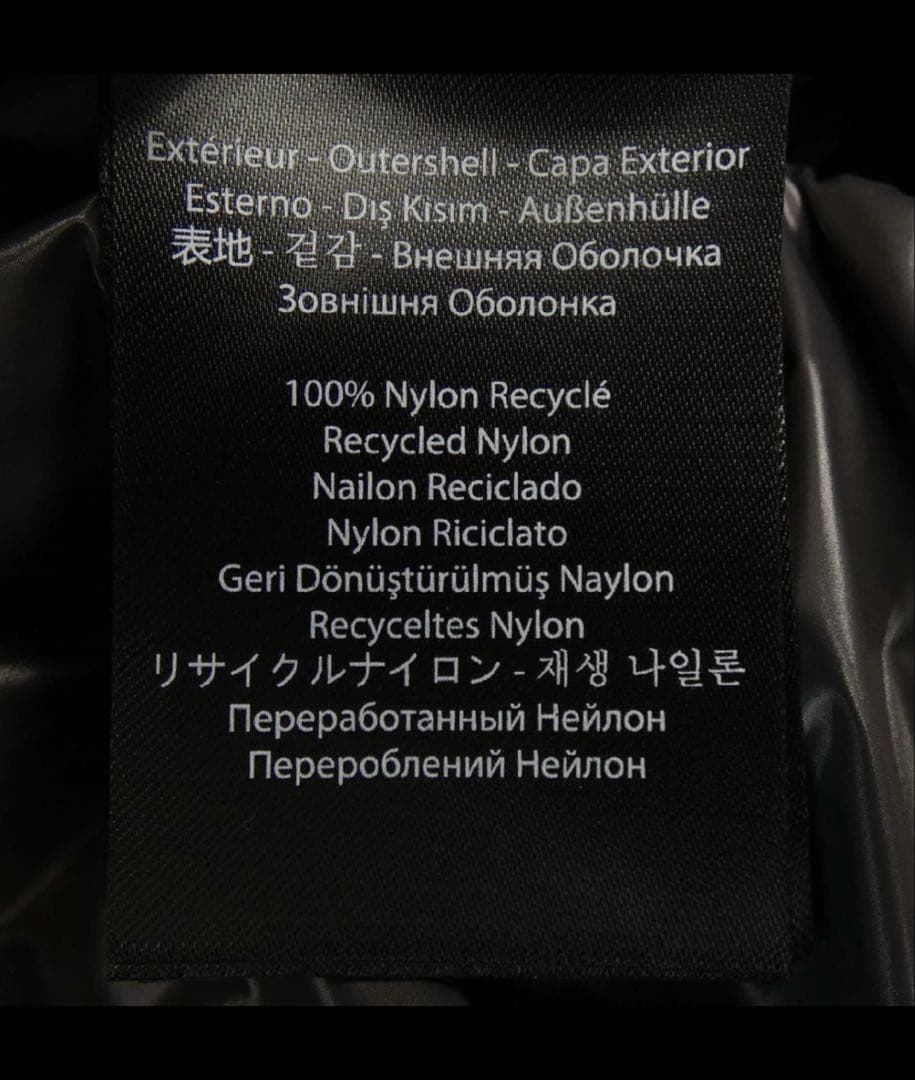 Extérieur - Outershell - Capa Exterior
Esterno - Dış Kısım - Außenhülle
表地 - 겉감 - Внешняя Оболочка
Зовнішня Оболонка
100% Nylon Recyclé
Recycled Nylon
Nailon Reciclado
Nylon Riciclato
Geri Dönüştürülmüş Naylon
Recyceltes Nylon
リサイクルナイロン - 재생 나일론
Переработанный Нейлон
Перероблений Нейлон